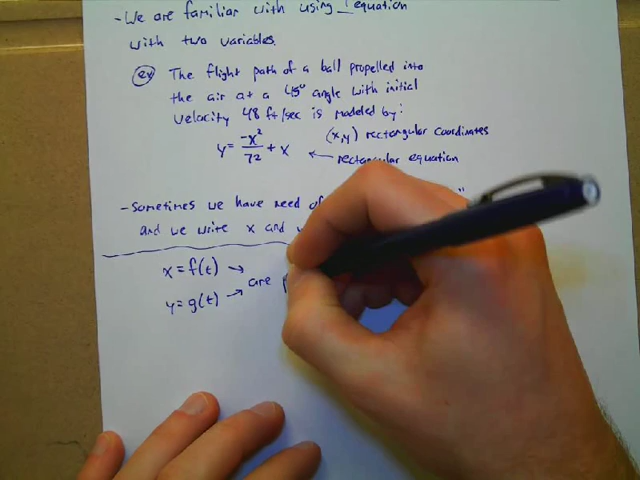 - We are familiar with using 1 equation
with two variables.
ex The flight path of a ball propelled into
the air at a 45° angle with initial
velocity 48 ft/sec is modeled by:
y = -x²/72 + x (x,y) rectangular coordinates
← rectangular equation
- Sometimes we have need of
and we write x and
x = f(t) →
y = g(t) → are